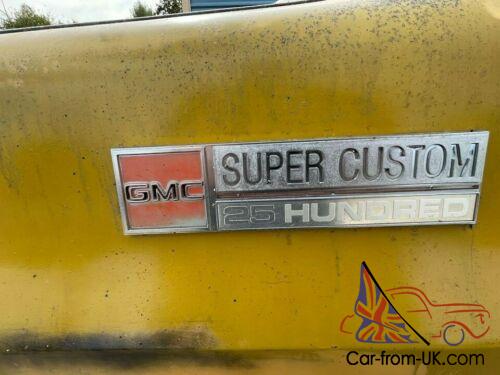 GMC
SUPER CUSTOM
25 HUNDRED
Car-from-UK.com